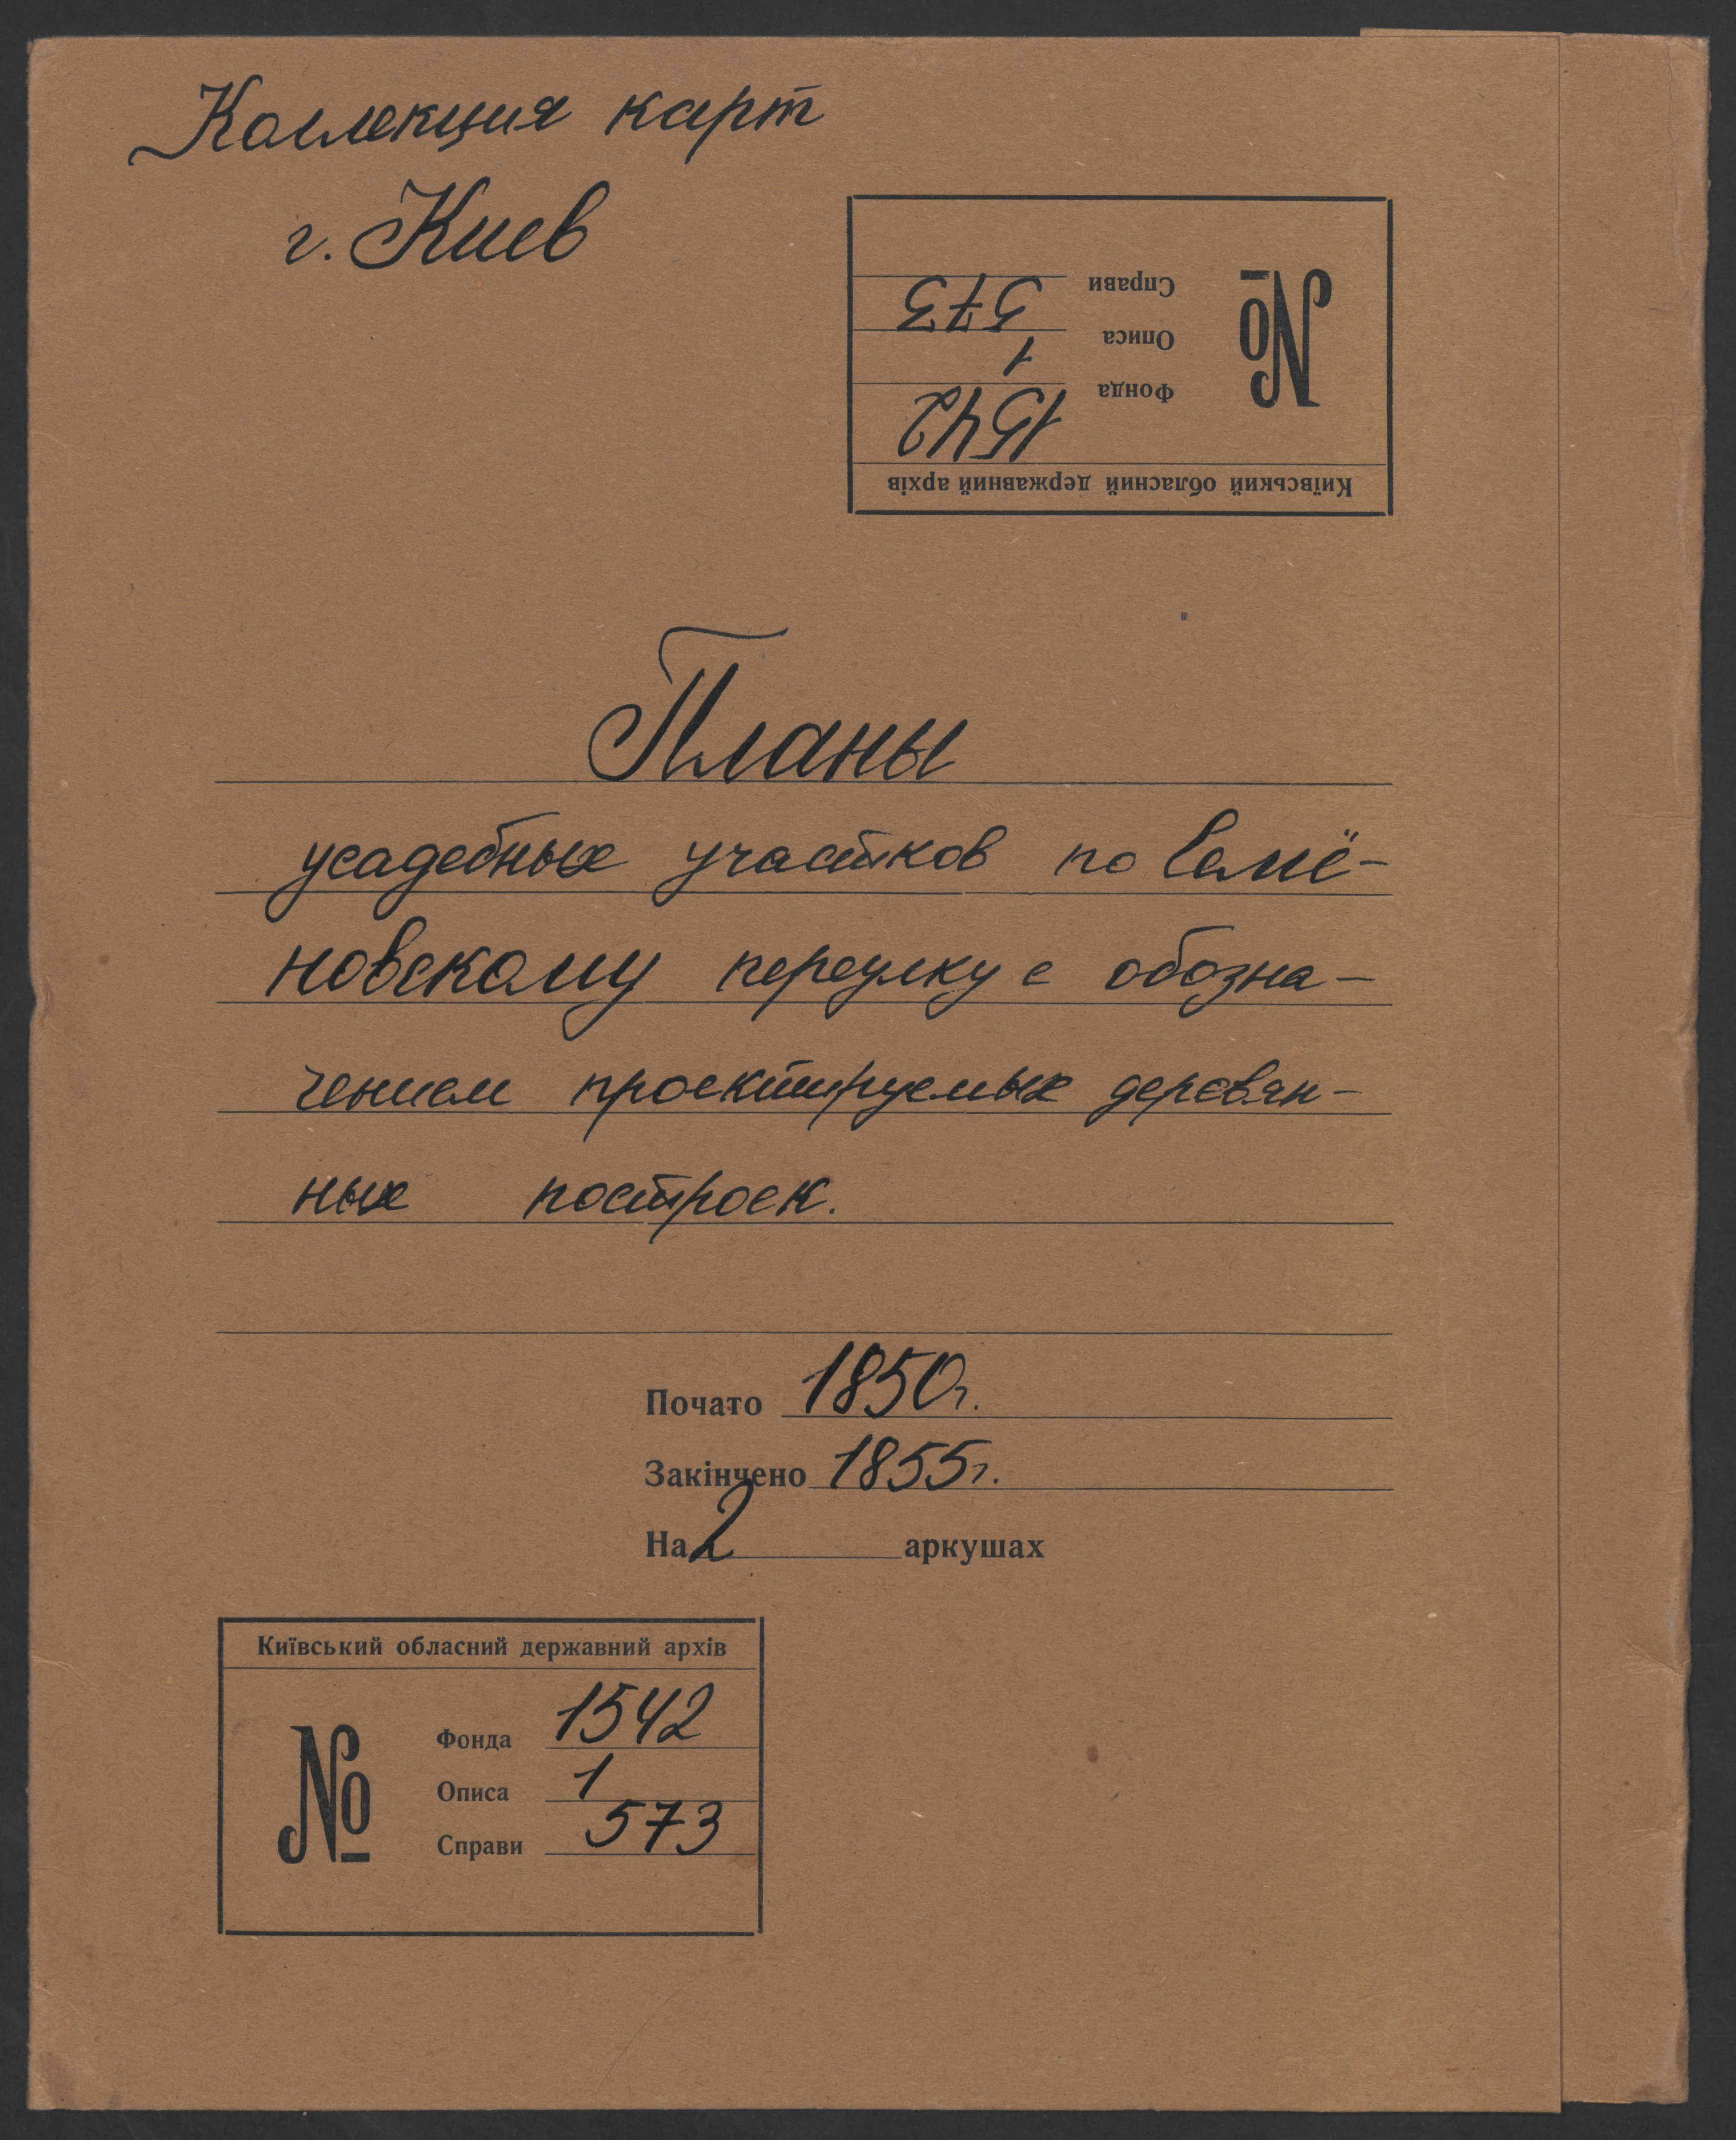 Коллекция карт
г. Киев
Київський обласний державний архів
№
Фонда 1542
Описа 1
Справи 573
Планы
усадебных участков по Семё-
новскому переулку с обозна-
чением проектируемых деревян-
ных построек.
Почато 1850 г.
Закінчено 1855 г.
На 2 аркушах
Київський обласний державний архів
№
Фонда 1542
Описа 1
Справи 573